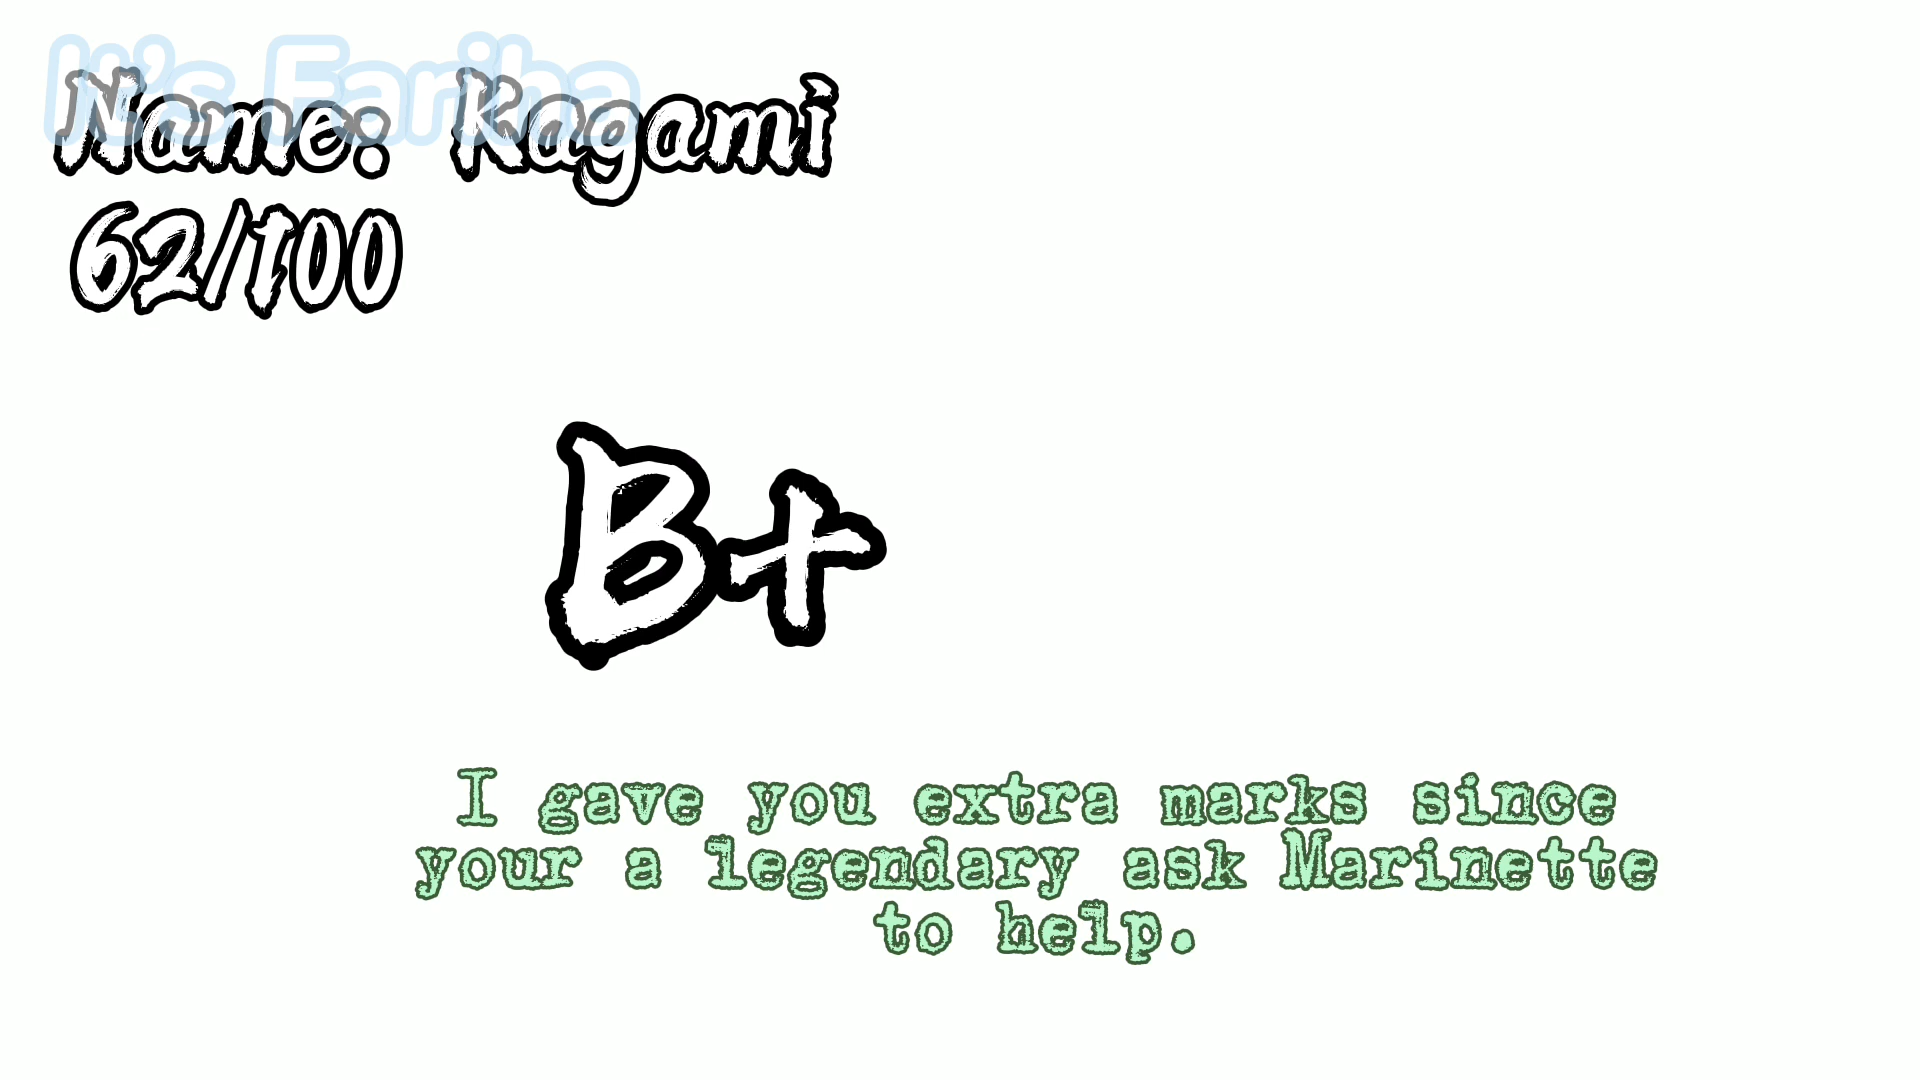 It's Fariha
Name: Kagami
62/100
B+
I gave you extra marks since
your a legendary ask Marinette
to help.